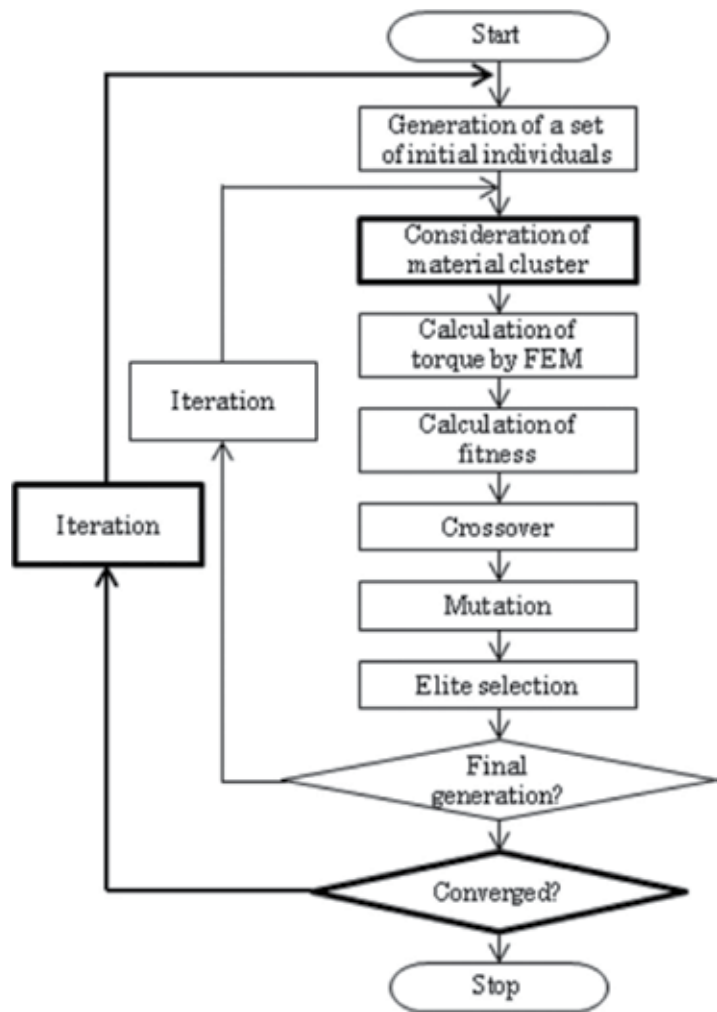 Start
Generation of a set
of initial individuals
Consideration of
material cluster
Calculation of
torque by FEM
Iteration
Calculation of
fitness
Iteration
Crossover
Mutation
Elite selection
Final
generation?
Converged?
Stop